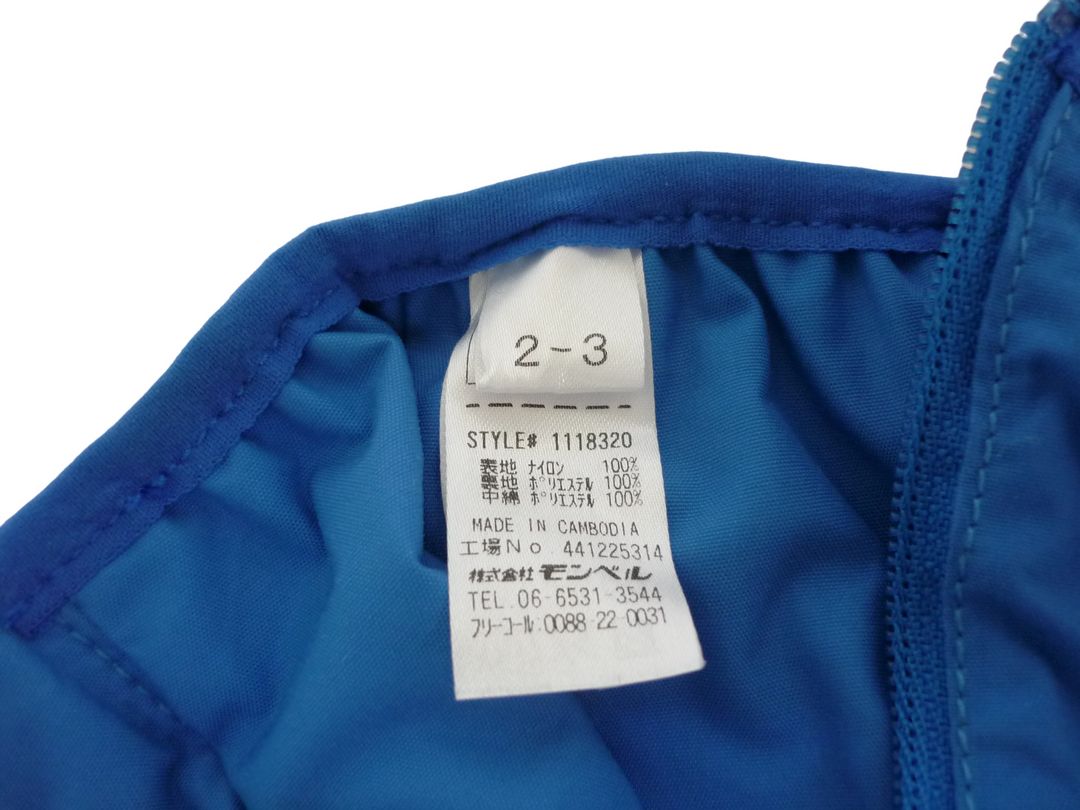 2-3
STYLE# 1118320
表地 ナイロン 100%
裏地 ポリエステル 100%
中綿 ポリエステル 100%
MADE IN CAMBODIA
工場No. 441225314
株式会社 モンベル
TEL.06-6531-3544
フリーコール:0088-22-0031